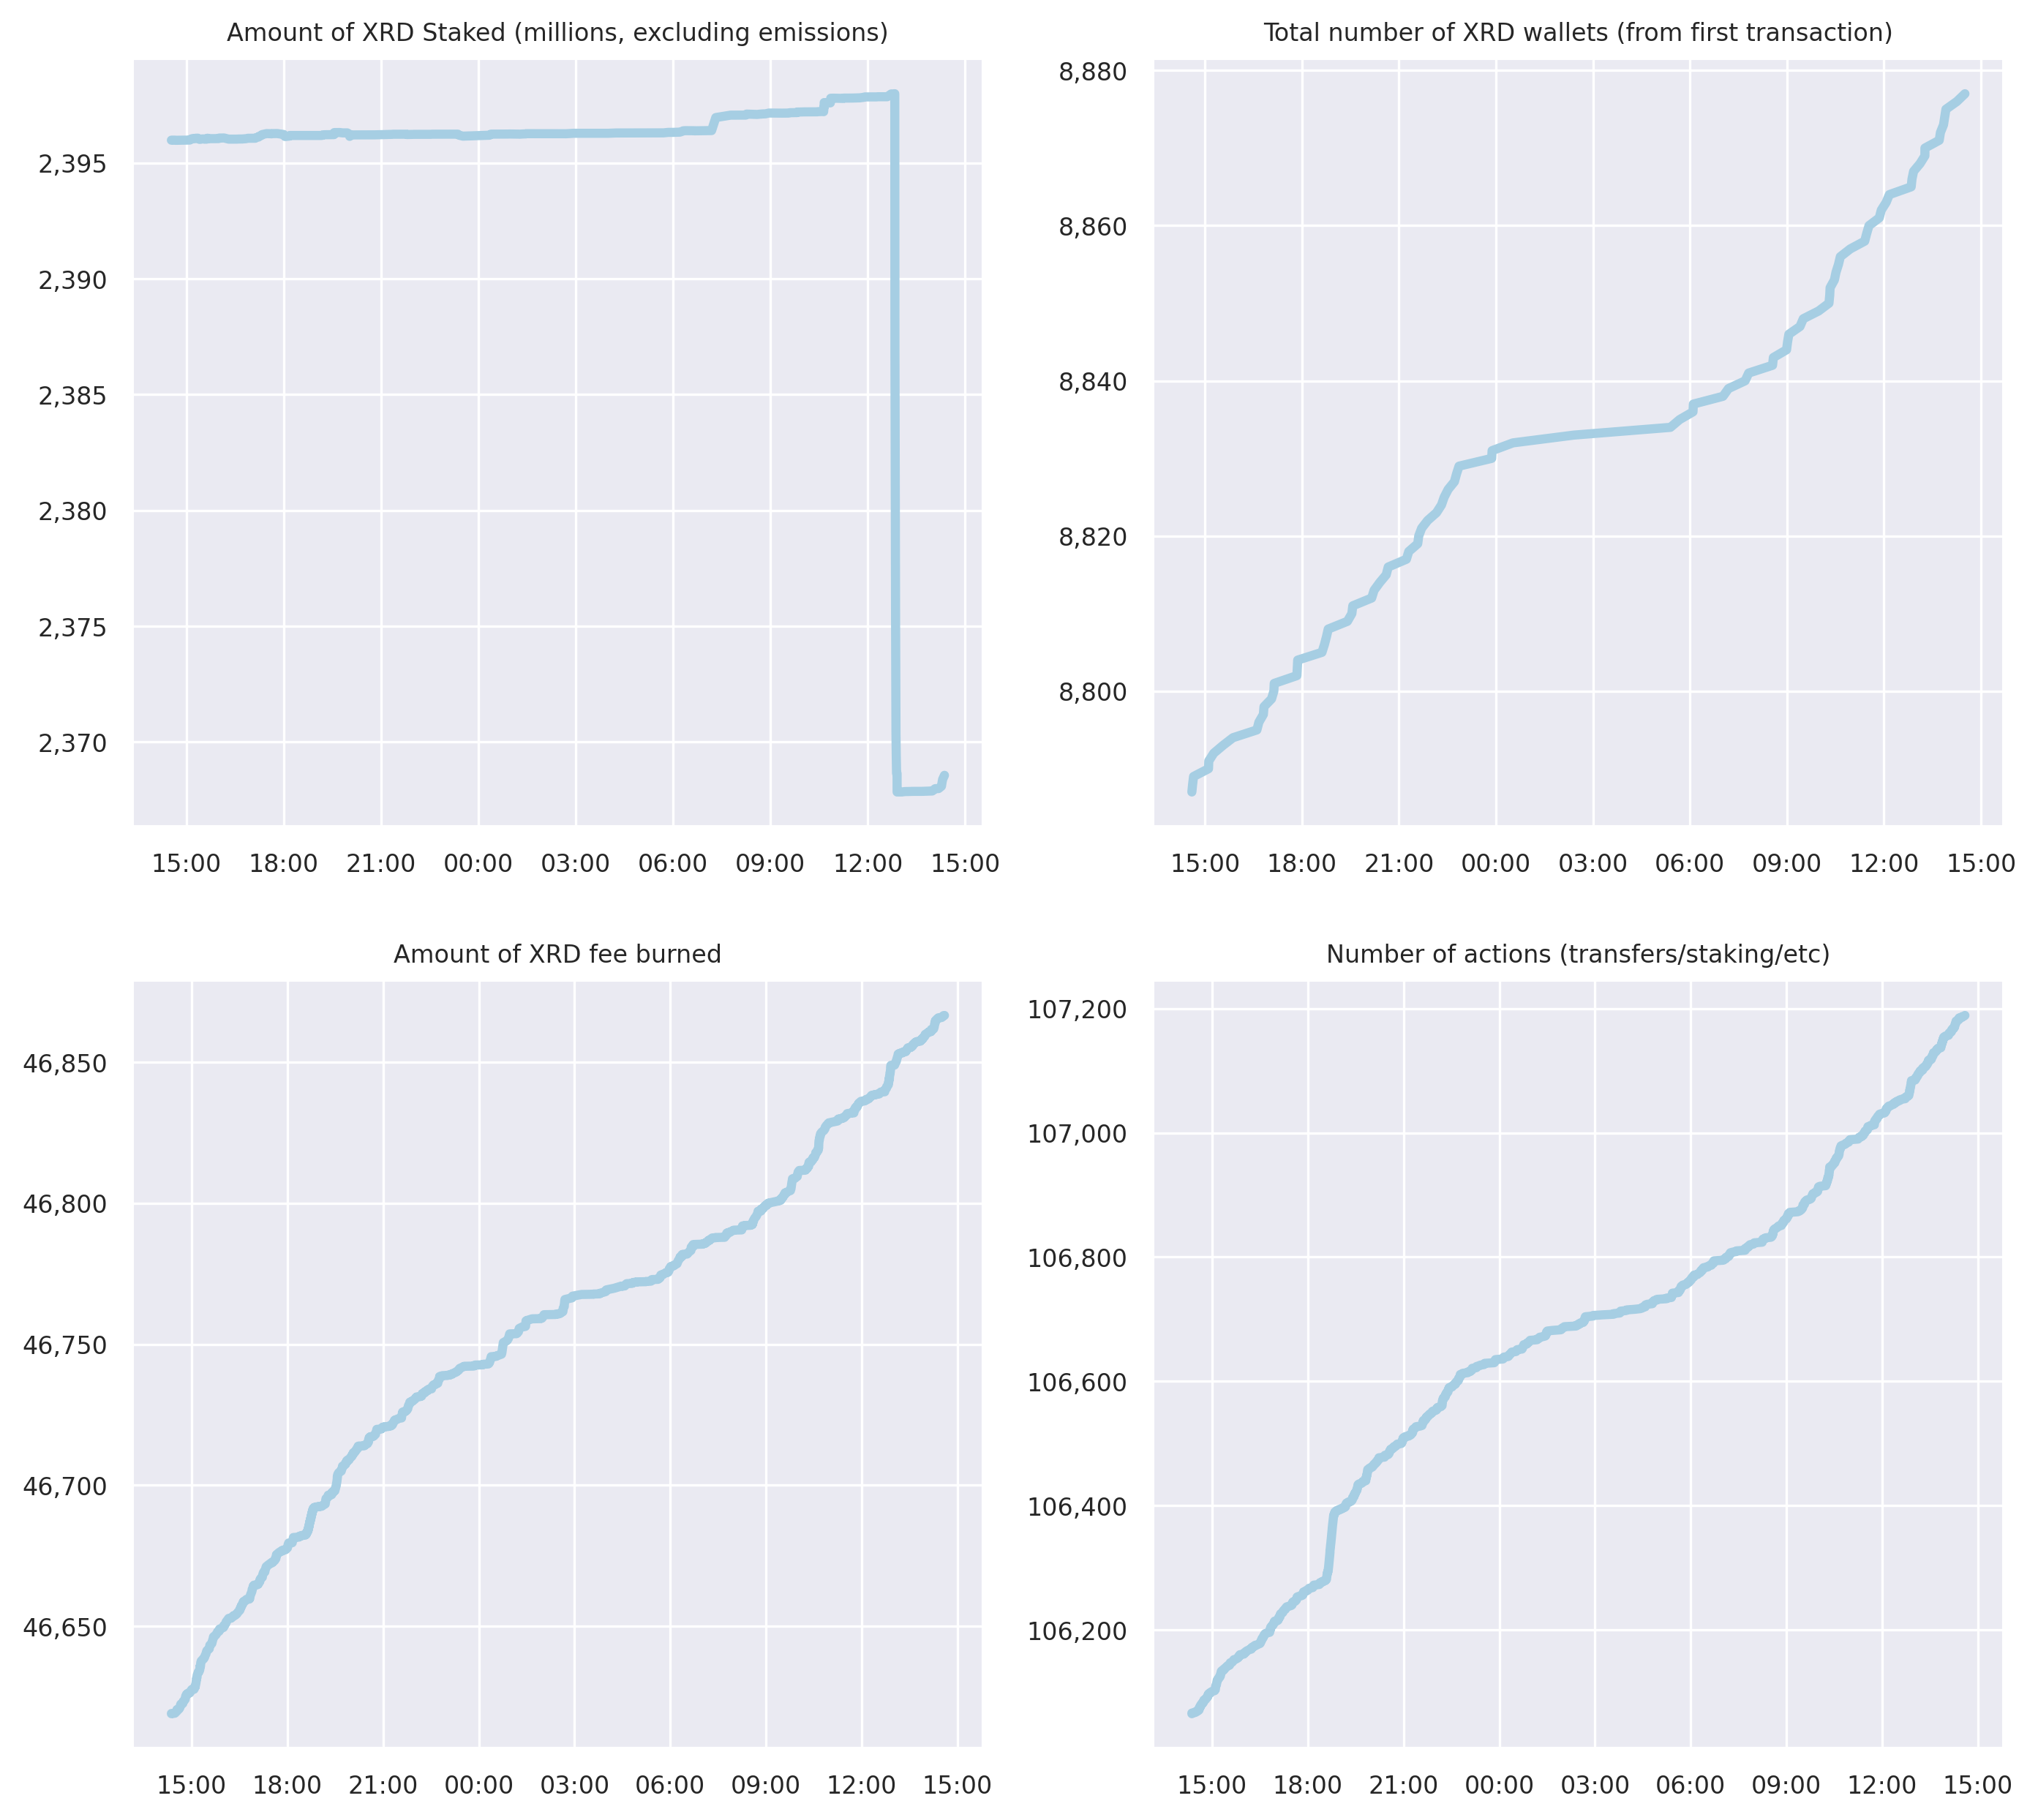 Amount of XRD Staked (millions, excluding emissions)
2,395
2,390
2,385
2,380
2,375
2,370
15:00 18:00 21:00 00:00 03:00 06:00 09:00 12:00 15:00
Total number of XRD wallets (from first transaction)
8,880
8,860
8,840
8,820
8,800
15:00 18:00 21:00 00:00 03:00 06:00 09:00 12:00 15:00
Amount of XRD fee burned
46,850
46,800
46,750
46,700
46,650
15:00 18:00 21:00 00:00 03:00 06:00 09:00 12:00 15:00
Number of actions (transfers/staking/etc)
107,200
107,000
106,800
106,600
106,400
106,200
15:00 18:00 21:00 00:00 03:00 06:00 09:00 12:00 15:00